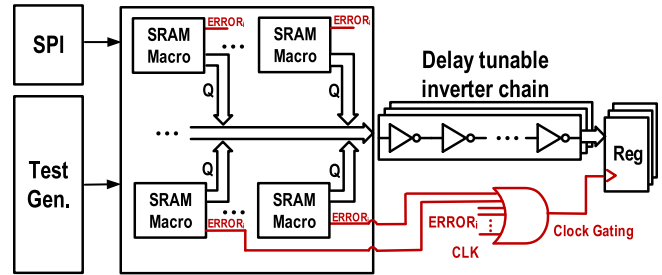 SPI
Test
Gen.
SRAM
Macro
ERRORi
...
SRAM
Macro
ERRORi
Q
Q
...
Q
Q
SRAM
Macro
ERRORi
...
SRAM
Macro
ERRORi
Delay tunable
inverter chain
...
Reg
ERRORi
CLK
Clock Gating